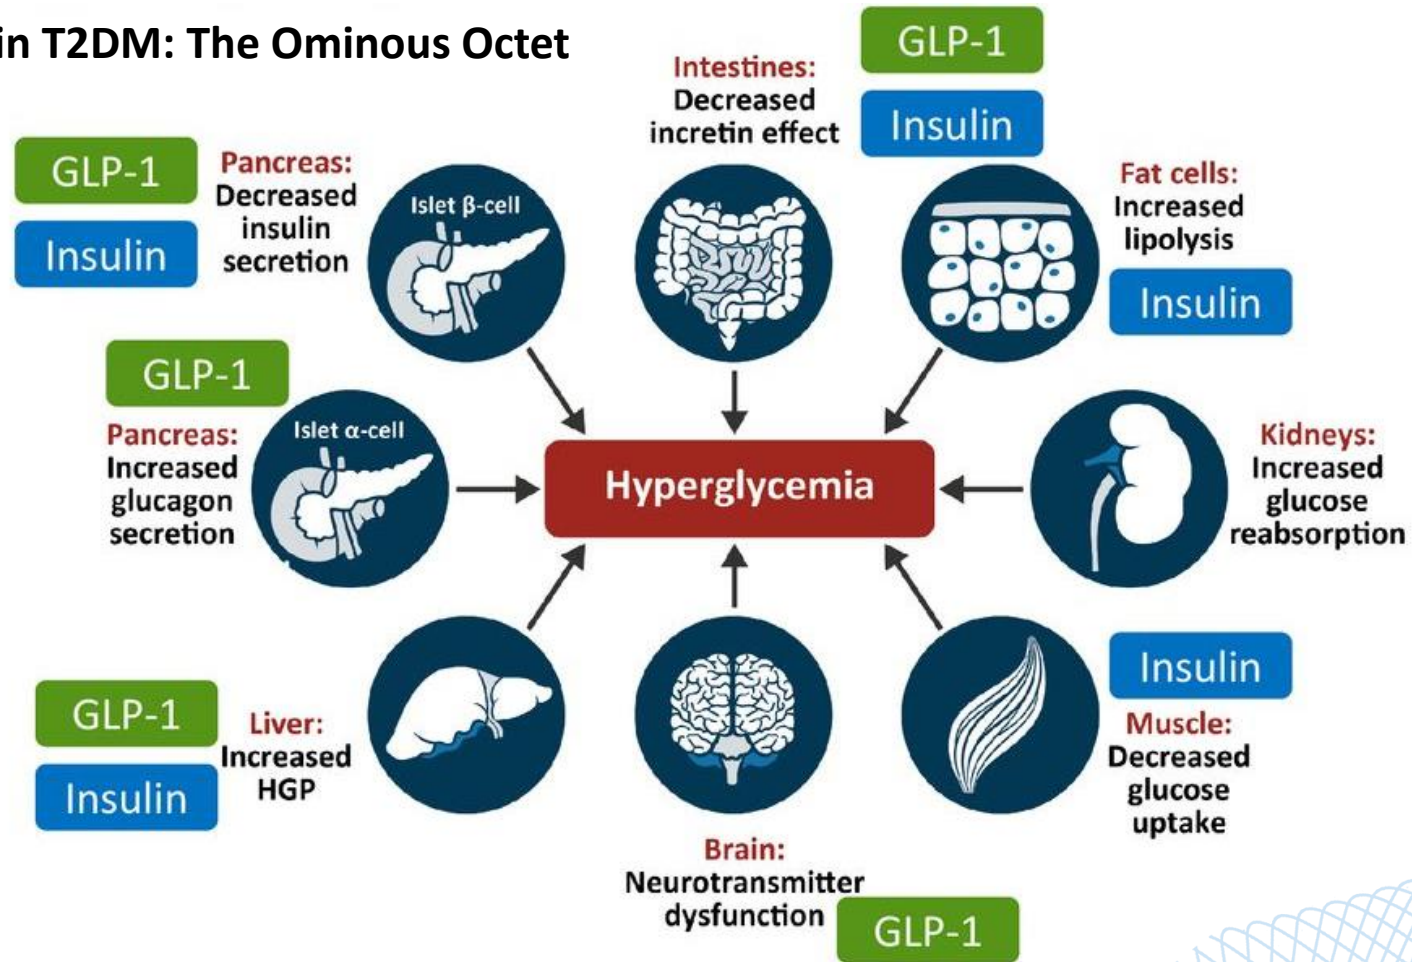 in T2DM: The Ominous Octet
GLP-1
Insulin
Intestines:
Decreased
incretin effect
GLP-1
Insulin
Pancreas:
Decreased
insulin
secretion
Islet β-cell
Fat cells:
Increased
lipolysis
Insulin
GLP-1
Pancreas:
Increased
glucagon
secretion
Islet α-cell
Hyperglycemia
Kidneys:
Increased
glucose
reabsorption
GLP-1
Insulin
Liver:
Increased
HGP
Brain:
Neurotransmitter
dysfunction
GLP-1
Insulin
Muscle:
Decreased
glucose
uptake